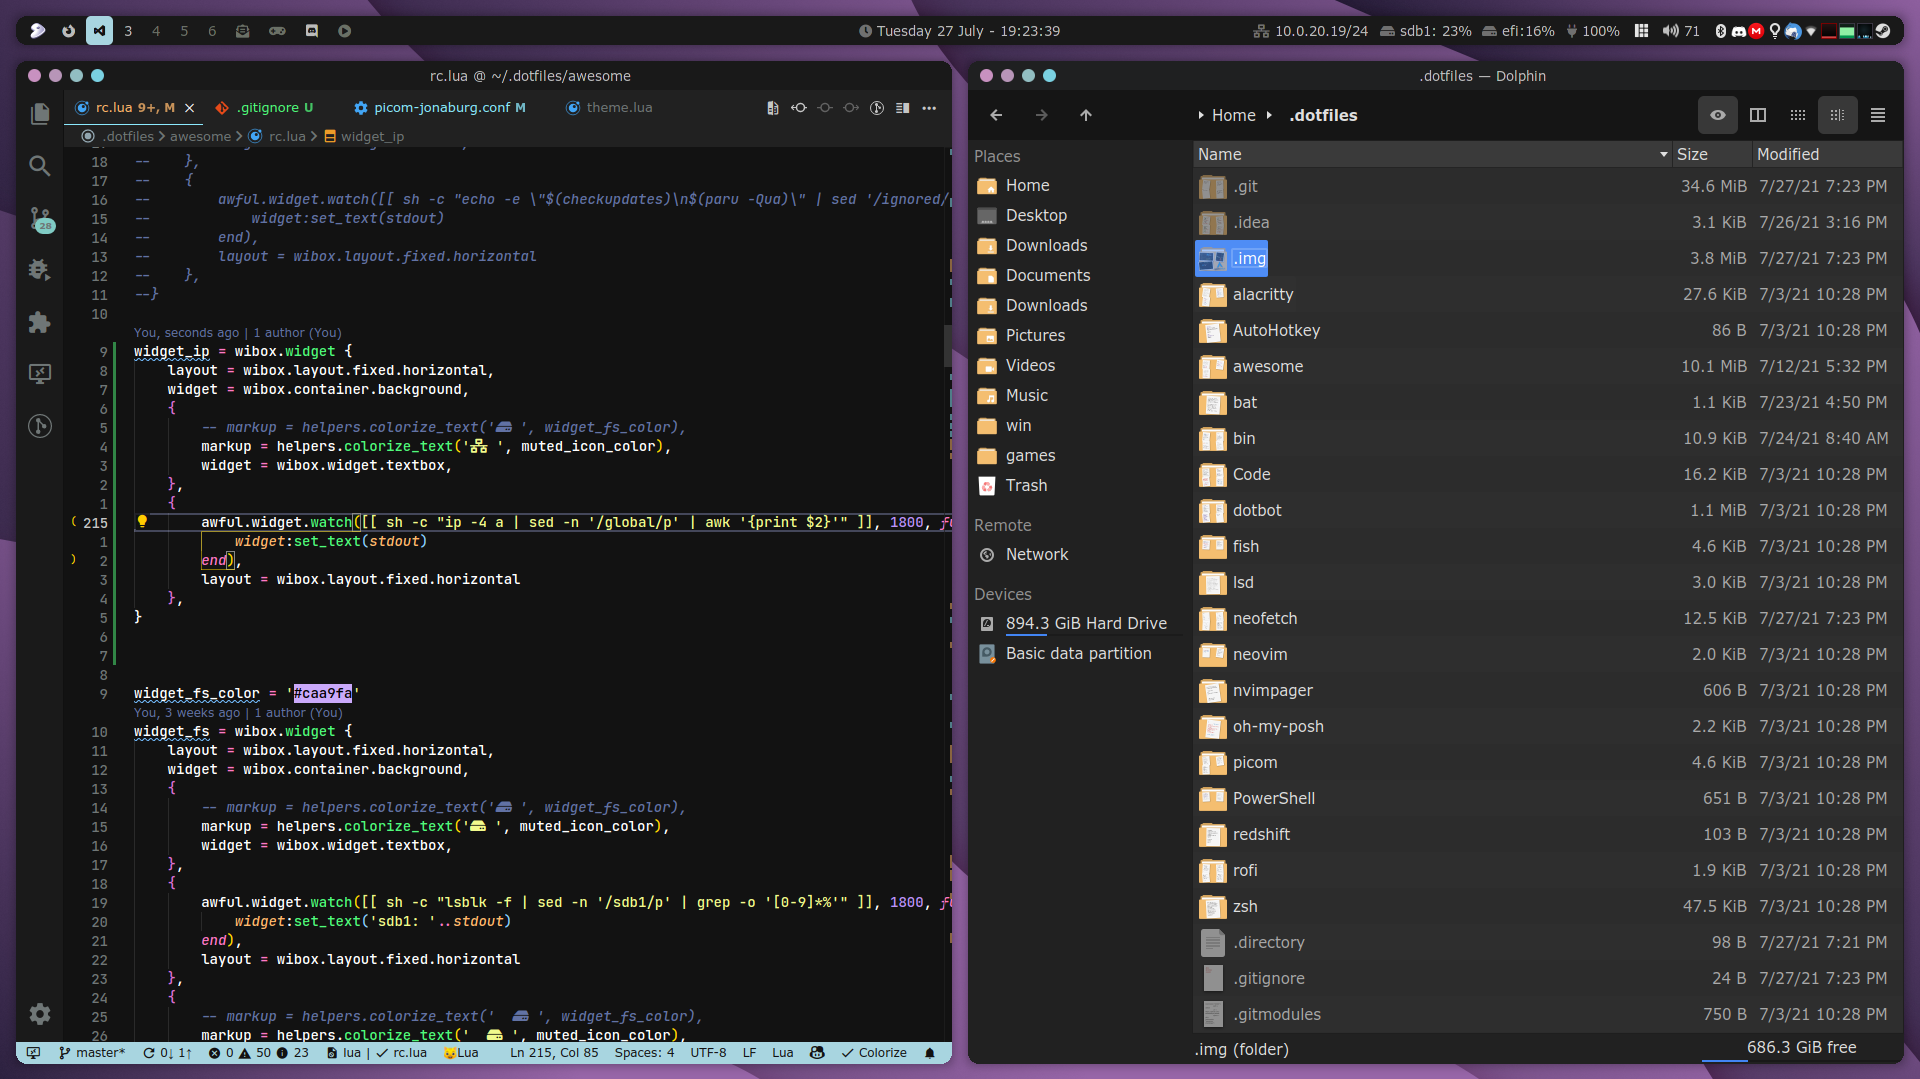 3 4 5 6
Tuesday 27 July - 19:23:39
10.0.20.19/24 sdb1: 23% efi:16% 100% 71
rc.lua @ ~/.dotfiles/awesome
rc.lua 9+, M
.gitignore U
picom-jonaburg.conf M
theme.lua
.dotfiles > awesome > rc.lua > widget_ip
28
18 -- },
17 -- {
16 -- awful.widget.watch([[ sh -c "echo -e \"$(checkupdates)\n$(paru -Qua)\" | sed '/ignored/
15 -- widget:set_text(stdout)
14 -- end),
13 -- layout = wibox.layout.fixed.horizontal
12 -- },
11 --}
10
You, seconds ago | 1 author (You)
9 widget_ip = wibox.widget {
8 layout = wibox.layout.fixed.horizontal,
7 widget = wibox.container.background,
6 {
5 -- markup = helpers.colorize_text(' ', widget_fs_color),
4 markup = helpers.colorize_text(' ', muted_icon_color),
3 widget = wibox.widget.textbox,
2 },
1 {
( 215 awful.widget.watch([[ sh -c "ip -4 a | sed -n '/global/p' | awk '{print $2}'" ]], 1800,
1 widget:set_text(stdout)
) 2 end),
3 layout = wibox.layout.fixed.horizontal
4 },
5 }
6
7
8
9 widget_fs_color = '#caa9fa'
You, 3 weeks ago | 1 author (You)
10 widget_fs = wibox.widget {
11 layout = wibox.layout.fixed.horizontal,
12 widget = wibox.container.background,
13 {
14 -- markup = helpers.colorize_text(' ', widget_fs_color),
15 markup = helpers.colorize_text(' ', muted_icon_color),
16 widget = wibox.widget.textbox,
17 },
18 {
19 awful.widget.watch([[ sh -c "lsblk -f | sed -n '/sdb1/p' | grep -o '[0-9]*%'" ]], 1800,
20 widget:set_text('sdb1: '..stdout)
21 end),
22 layout = wibox.layout.fixed.horizontal
23 },
24 {
25 -- markup = helpers.colorize_text(' ', widget_fs_color),
26 markup = helpers.colorize_text(' ', muted_icon_color),
master* 0↓ 1↑ 0 50 23 lua | ✓ rc.lua Lua Ln 215, Col 85 Spaces: 4 UTF-8 LF Lua ✓ Colorize
.dotfiles — Dolphin
Home .dotfiles
Places
Home
Desktop
Downloads
Documents
Downloads
Pictures
Videos
Music
win
games
Trash
Remote
Network
Devices
894.3 GiB Hard Drive
Basic data partition
Name Size Modified
.git 34.6 MiB 7/27/21 7:23 PM
.idea 3.1 KiB 7/26/21 3:16 PM
.img 3.8 MiB 7/27/21 7:23 PM
alacritty 27.6 KiB 7/3/21 10:28 PM
AutoHotkey 86 B 7/3/21 10:28 PM
awesome 10.1 MiB 7/12/21 5:32 PM
bat 1.1 KiB 7/23/21 4:50 PM
bin 10.9 KiB 7/24/21 8:40 AM
Code 16.2 KiB 7/3/21 10:28 PM
dotbot 1.1 MiB 7/3/21 10:28 PM
fish 4.6 KiB 7/3/21 10:28 PM
lsd 3.0 KiB 7/3/21 10:28 PM
neofetch 12.5 KiB 7/27/21 7:23 PM
neovim 2.0 KiB 7/3/21 10:28 PM
nvimpager 606 B 7/3/21 10:28 PM
oh-my-posh 2.2 KiB 7/3/21 10:28 PM
picom 4.6 KiB 7/3/21 10:28 PM
PowerShell 651 B 7/3/21 10:28 PM
redshift 103 B 7/3/21 10:28 PM
rofi 1.9 KiB 7/3/21 10:28 PM
zsh 47.5 KiB 7/3/21 10:28 PM
.directory 98 B 7/27/21 7:21 PM
.gitignore 24 B 7/27/21 7:23 PM
.gitmodules 750 B 7/3/21 10:28 PM
.img (folder) 686.3 GiB free